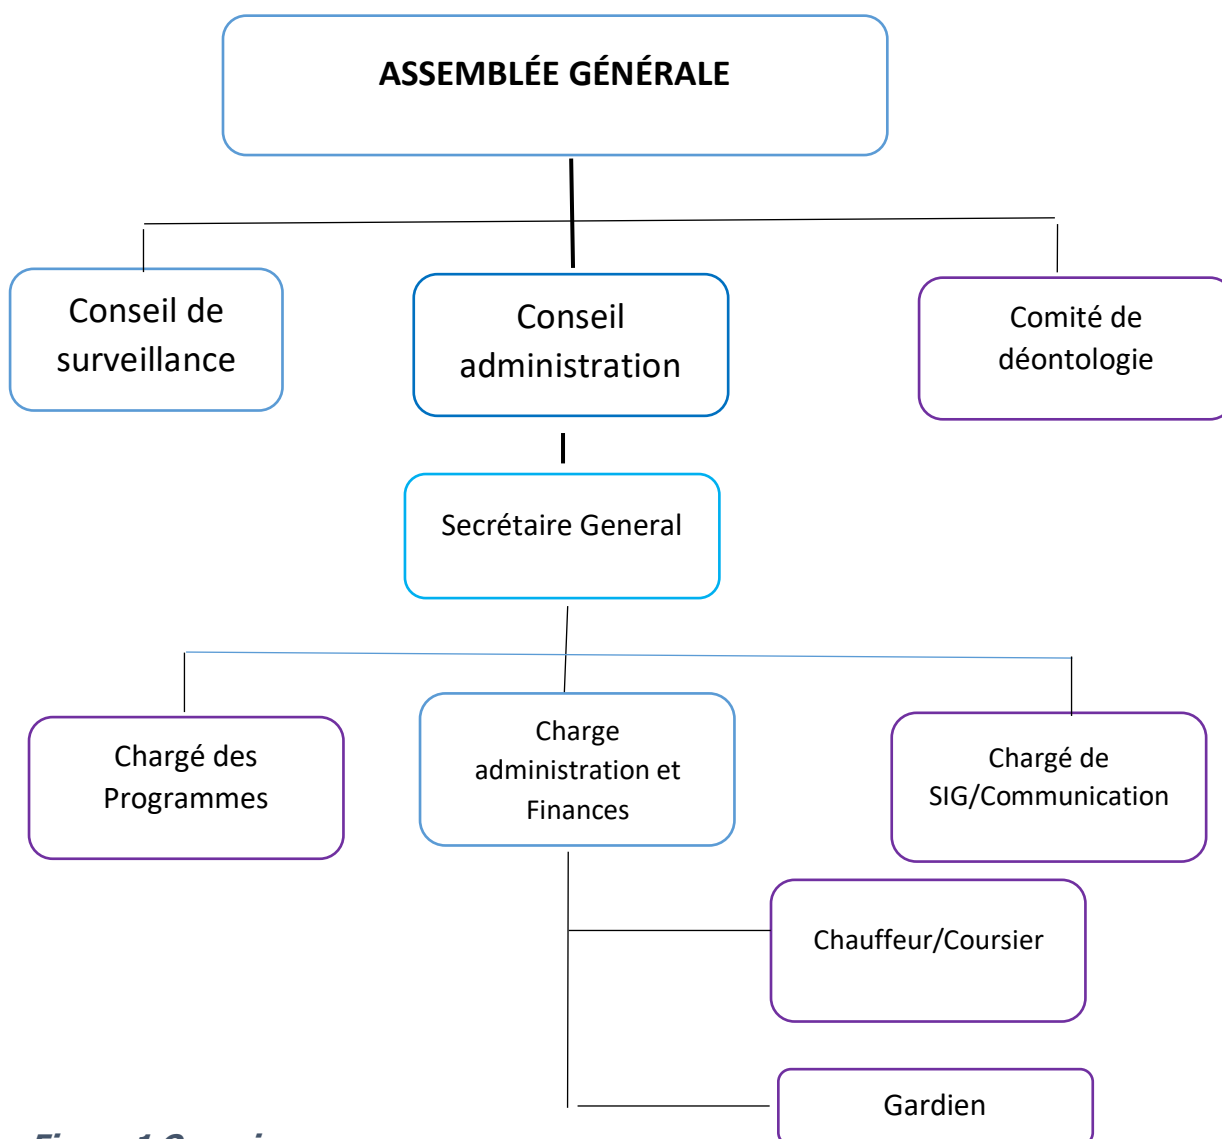 ASSEMBLÉE GÉNÉRALE
Conseil de
surveillance
Conseil
administration
Comité de
déontologie
Secrétaire General
Chargé des
Programmes
Charge
administration et
Finances
Chargé de
SIG/Communication
Chauffeur/Coursier
Gardien